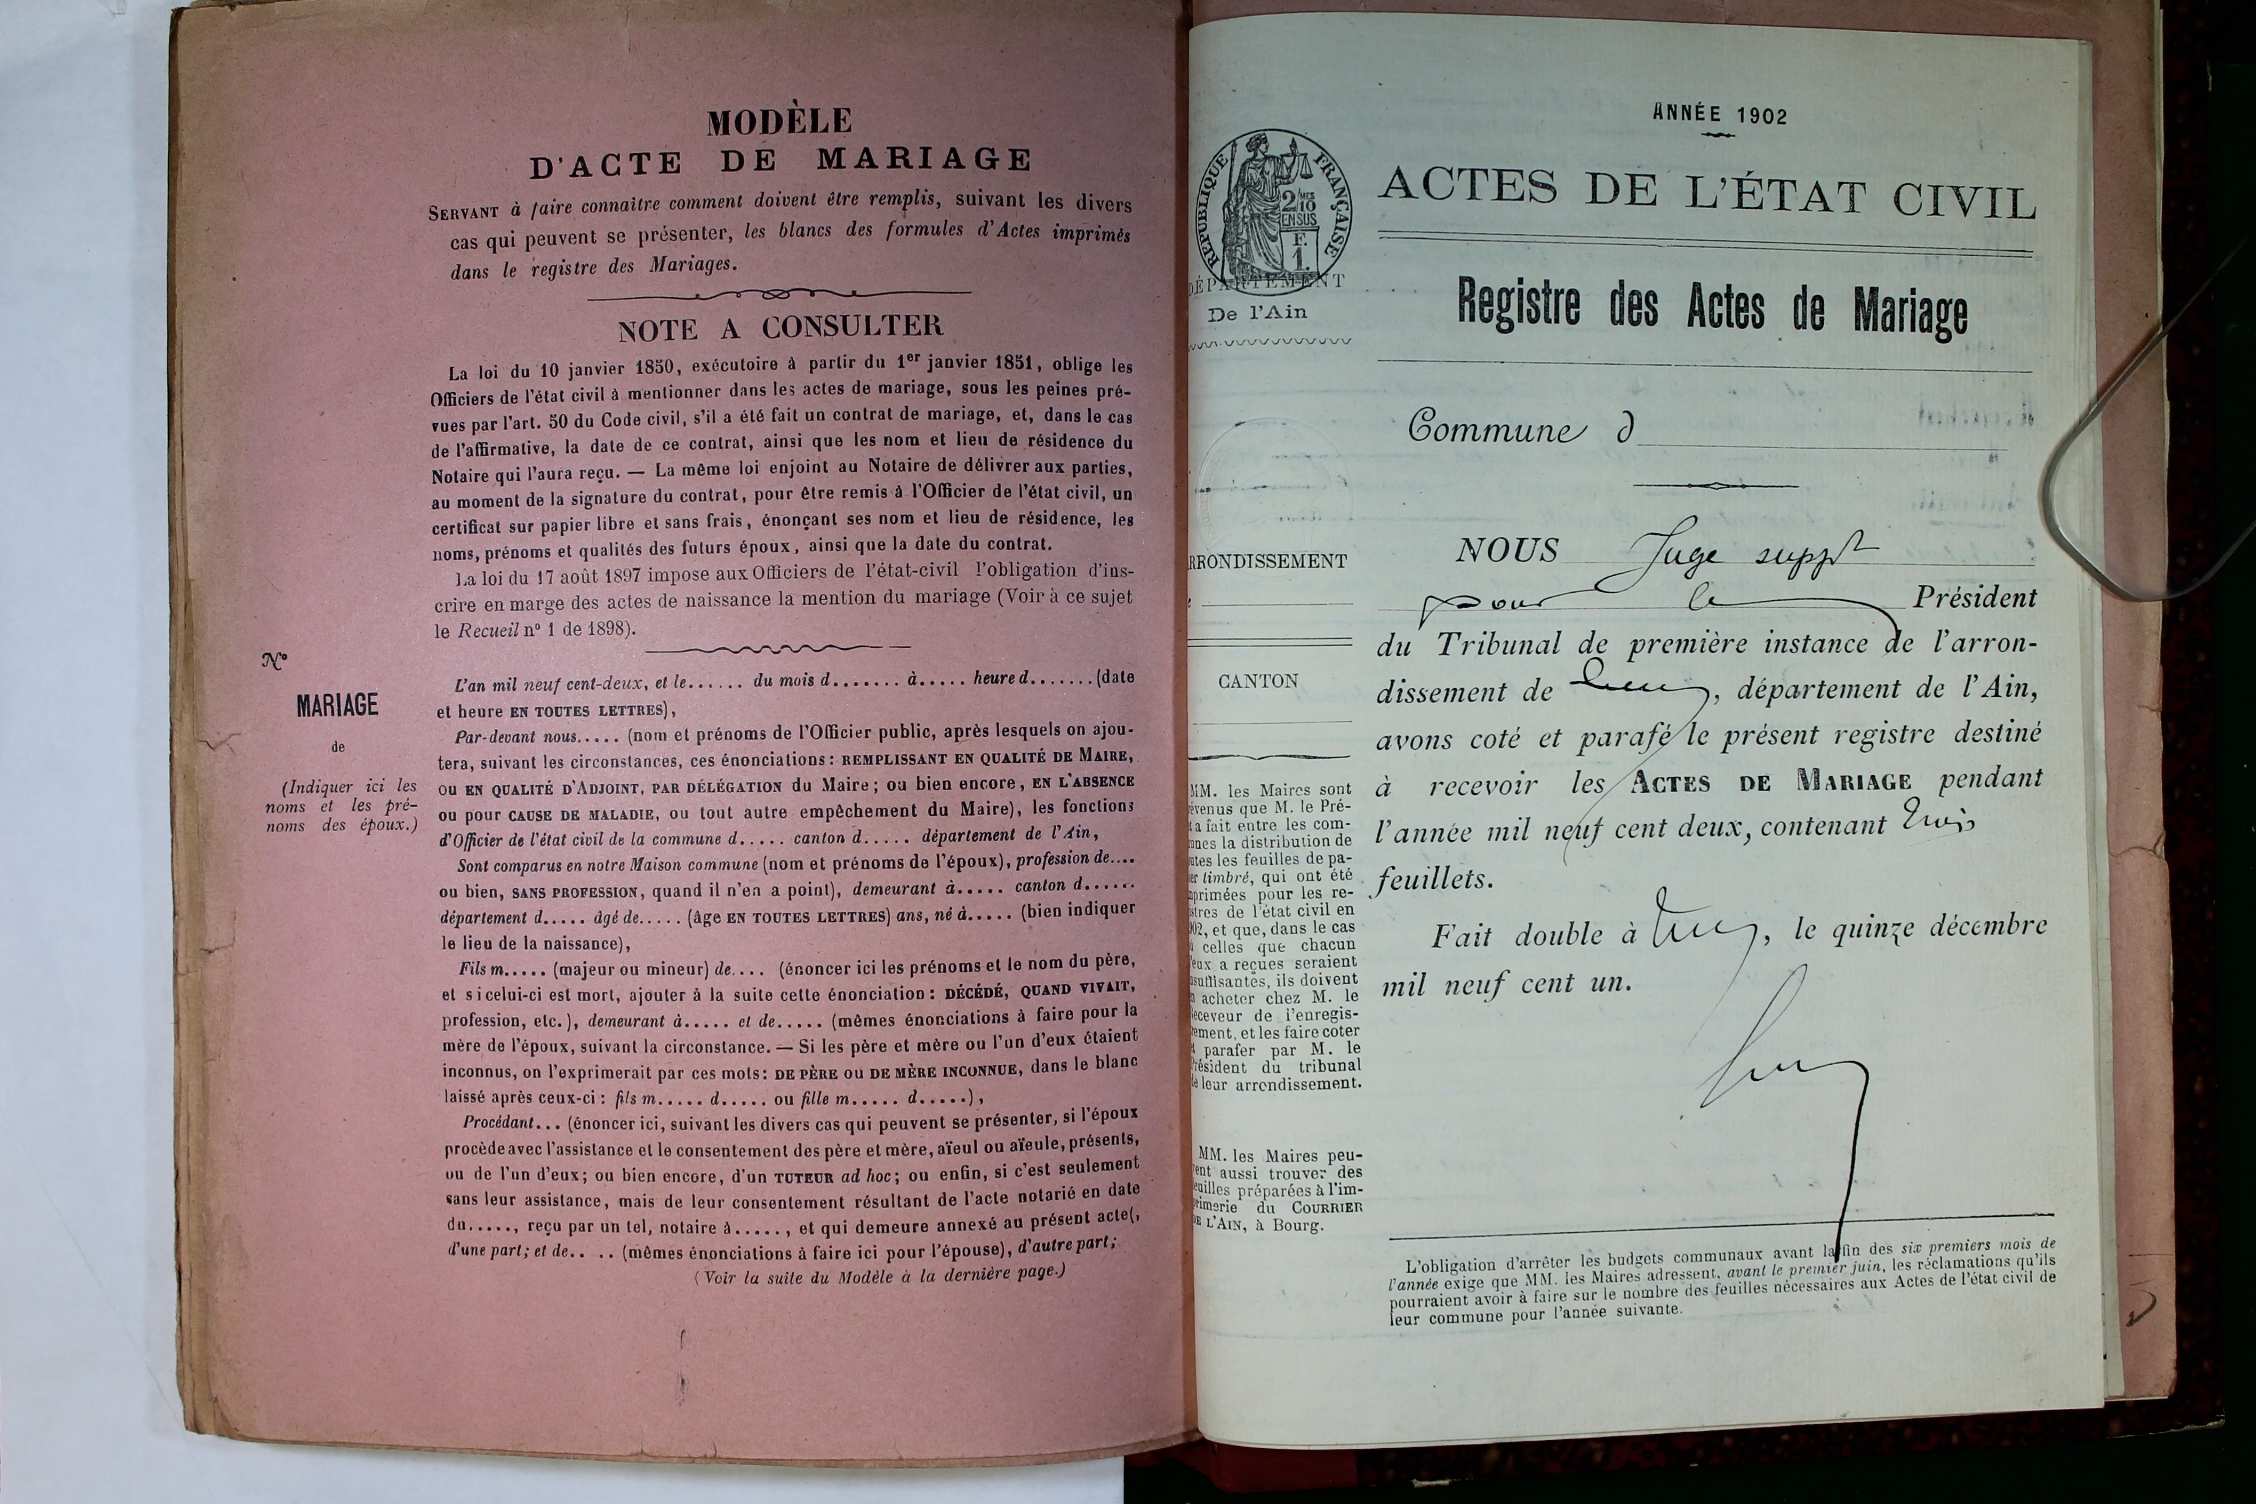 MODÈLE
D'ACTE DE MARIAGE
SERVANT à faire connaitre comment doivent être remplis, suivant les divers
cas qui peuvent se présenter, les blancs des formules d'Actes imprimés
dans le registre des Mariages.
NOTE A CONSULTER
La loi du 10 janvier 1850, exécutoire à partir du 1er janvier 1851, oblige les
Officiers de l'état civil à mentionner dans les actes de mariage, sous les peines pré-
vues par l'art. 50 du Code civil, s'il a été fait un contrat de mariage, et, dans le cas
de l'affirmative, la date de ce contrat, ainsi que les nom et lieu de résidence du
Notaire qui l'aura reçu. — La même loi enjoint au Notaire de délivrer aux parties,
au moment de la signature du contrat, pour être remis à l'Officier de l'état civil, un
certificat sur papier libre et sans frais, énonçant ses nom et lieu de résidence, les
noms, prénoms et qualités des futurs époux, ainsi que la date du contrat.
La loi du 17 août 1897 impose aux Officiers de l'état-civil l'obligation d'ins-
crire en marge des actes de naissance la mention du mariage (Voir à ce sujet
le Recueil nº 1 de 1898).
Nº
MARIAGE
de
(Indiquer ici les
noms et les pré-
noms des époux.)
L'an mil neuf cent-deux, et le...... du mois d....... à..... heure d.......(date
et heure EN TOUTES LETTRES),
Par-devant nous..... (nom et prénoms de l'Officier public, après lesquels on ajou-
tera, suivant les circonstances, ces énonciations: REMPLISSANT EN QUALITÉ DE MAIRE,
OU EN QUALITÉ D'ADJOINT, PAR DÉLÉGATION du Maire; ou bien encore, EN L'ABSENCE
ou pour CAUSE DE MALADIE, ou tout autre empêchement du Maire), les fonctions
d'Officier de l'état civil de la commune d..... canton d..... département de l'Ain,
Sont comparus en notre Maison commune (nom et prénoms de l'époux), profession de....
ou bien, SANS PROFESSION, quand il n'en a point), demeurant à..... canton d......
département d..... âgé de..... (âge EN TOUTES LETTRES) ans, né à..... (bien indiquer
le lieu de la naissance),
Fils m..... (majeur ou mineur) de.... (énoncer ici les prénoms et le nom du père,
et si celui-ci est mort, ajouter à la suite cette énonciation: DÉCÉDÉ, QUAND VIVAIT,
profession, etc.), demeurant à..... et de..... (mêmes énonciations à faire pour la
mère de l'époux, suivant la circonstance. — Si les père et mère ou l'un d'eux étaient
inconnus, on l'exprimerait par ces mots: DE PÈRE ou DE MÈRE INCONNUE, dans le blanc
laissé après ceux-ci: fils m..... d..... ou fille m..... d.....),
Procédant... (énoncer ici, suivant les divers cas qui peuvent se présenter, si l'époux
procède avec l'assistance et le consentement des père et mère, aïeul ou aïeule, présents,
ou de l'un d'eux; ou bien encore, d'un TUTEUR ad hoc; ou enfin, si c'est seulement
sans leur assistance, mais de leur consentement résultant de l'acte notarié en date
du....., reçu par un tel, notaire à....., et qui demeure annexé au présent acte(,
d'une part; et de.. .. (mêmes énonciations à faire ici pour l'épouse), d'autre part;
(Voir la suite du Modèle à la dernière page.)
RÉPUBLIQUE FRANÇAISE
2/10 EN SUS
F. 1.
DÉPARTEMENT
De l'Ain
RRONDISSEMENT
CANTON
MM. les Maires sont
évenus que M. le Pré-
t a fait entre les com-
nes la distribution de
utes les feuilles de pa-
er timbré, qui ont été
primées pour les re-
stres de l'état civil en
02, et que, dans le cas
celles que chacun
eux a reçues seraient
suffisantes, ils doivent
acheter chez M. le
eceveur de l'enregis-
ement, et les faire coter
parafer par M. le
résident du tribunal
de leur arrondissement.
MM. les Maires peu-
ent aussi trouver des
euilles préparées à l'im-
primerie du COURRIER
DE L'AIN, à Bourg.
ANNÉE 1902
ACTES DE L'ÉTAT CIVIL
Registre des Actes de Mariage
Commune d
NOUS Juge suppt
pour le Président
du Tribunal de première instance de l'arron-
dissement de , département de l'Ain,
avons coté et parafé le présent registre destiné
à recevoir les ACTES DE MARIAGE pendant
l'année mil neuf cent deux, contenant trois
feuillets.
Fait double à , le quinze décembre
mil neuf cent un.
L'obligation d'arrêter les budgets communaux avant la fin des six premiers mois de
l'année exige que MM. les Maires adressent, avant le premier juin, les réclamations qu'ils
pourraient avoir à faire sur le nombre des feuilles nécessaires aux Actes de l'état civil de
leur commune pour l'année suivante.